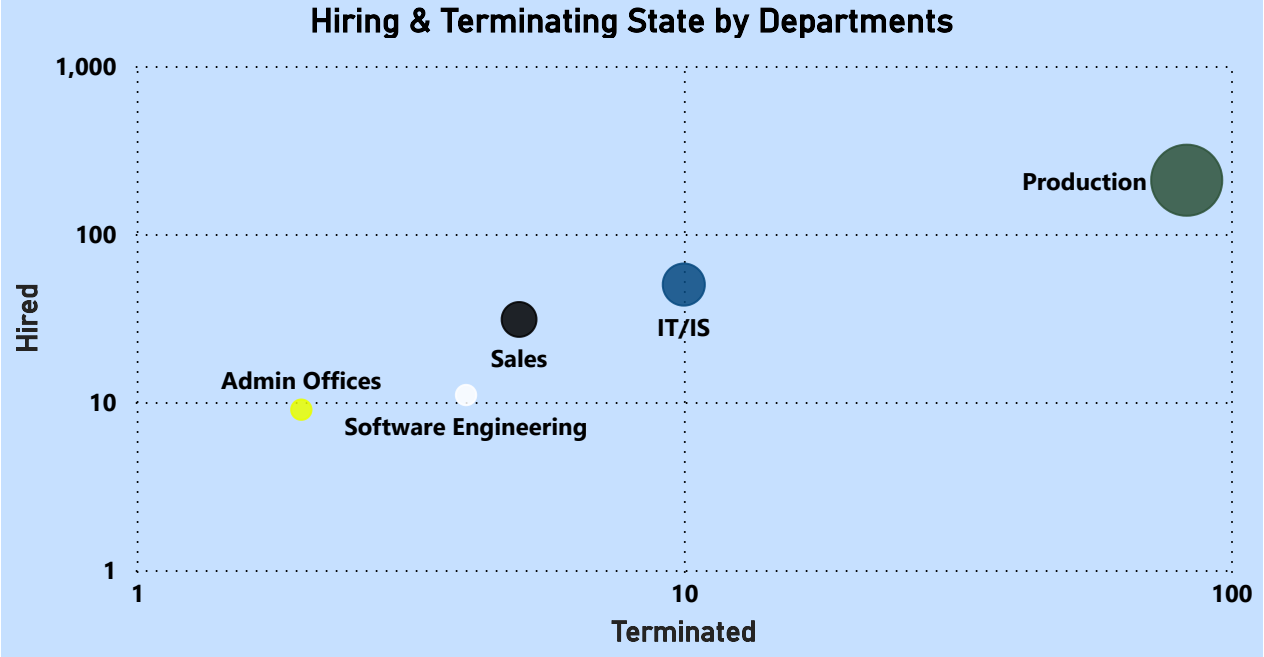 Hiring & Terminating State by Departments
1,000
Production
100
Hired
IT/IS
Sales
Admin Offices
10
Software Engineering
1
1 10 100
Terminated